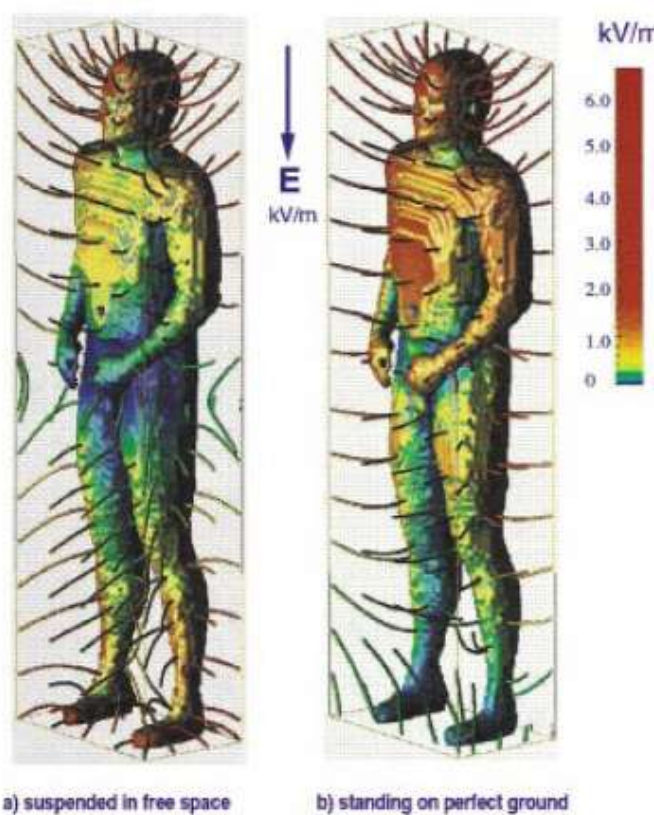 kV/m
E
kV/m
6.0
5.0
4.0
3.0
2.0
1.0
0
a) suspended in free space
b) standing on perfect ground